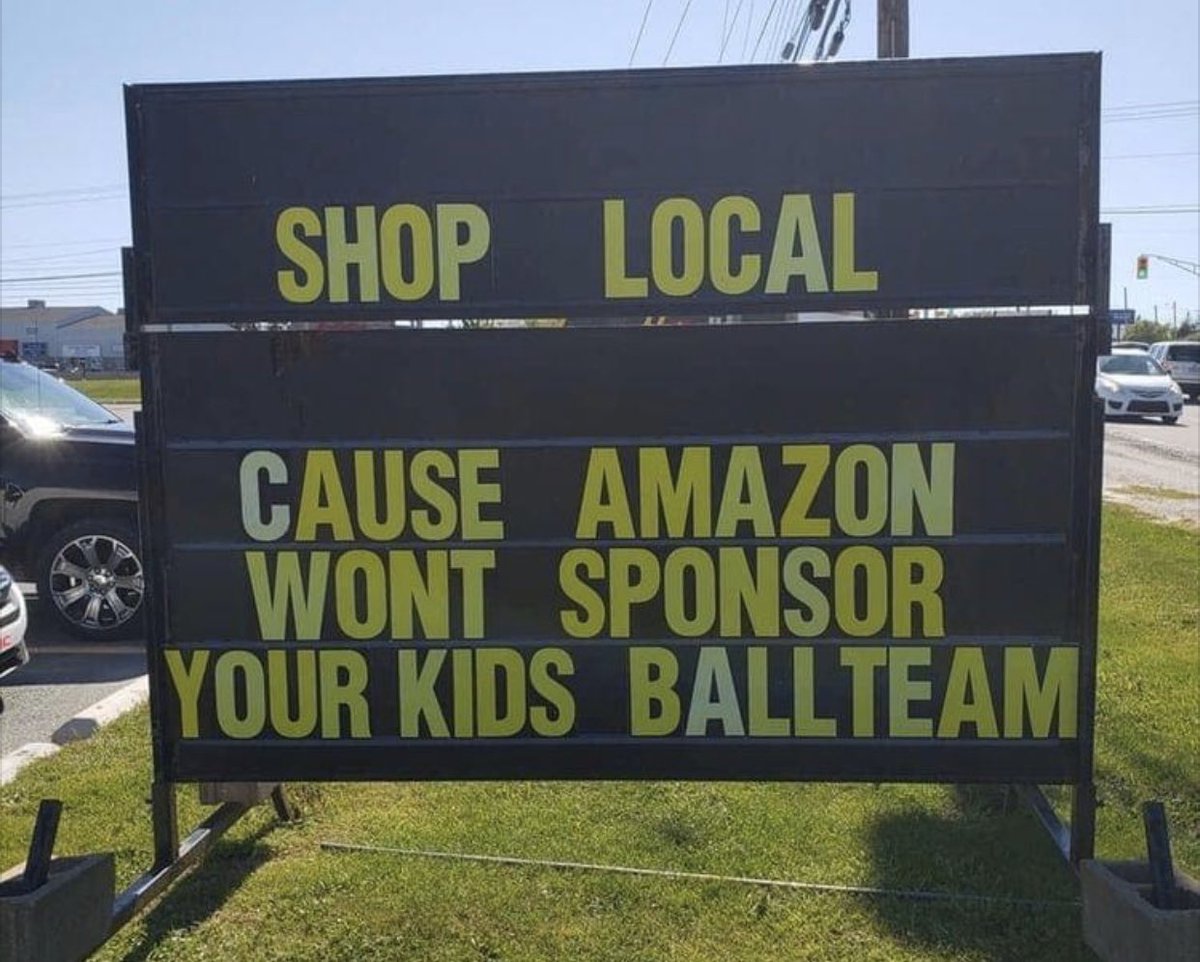 SHOP LOCAL
CAUSE AMAZON
WONT SPONSOR
YOUR KIDS BALLTEAM